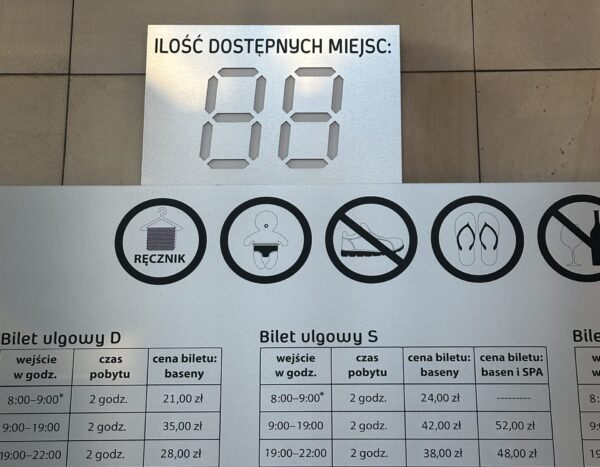 ILOŚĆ DOSTĘPNYCH MIEJSC:
RĘCZNIK
Bilet ulgowy D
wejście w godz. czas pobytu cena biletu: baseny
8:00–9:00* 2 godz. 21,00 zł
9:00–19:00 2 godz. 35,00 zł
19:00–22:00 2 godz. 28,00 zł
Bilet ulgowy S
wejście w godz. czas pobytu cena biletu: baseny cena biletu: basen i SPA
8:00–9:00* 2 godz. 24,00 zł ---------
9:00–19:00 2 godz. 42,00 zł 52,00 zł
19:00–22:00 2 godz. 38,00 zł 48,00 zł